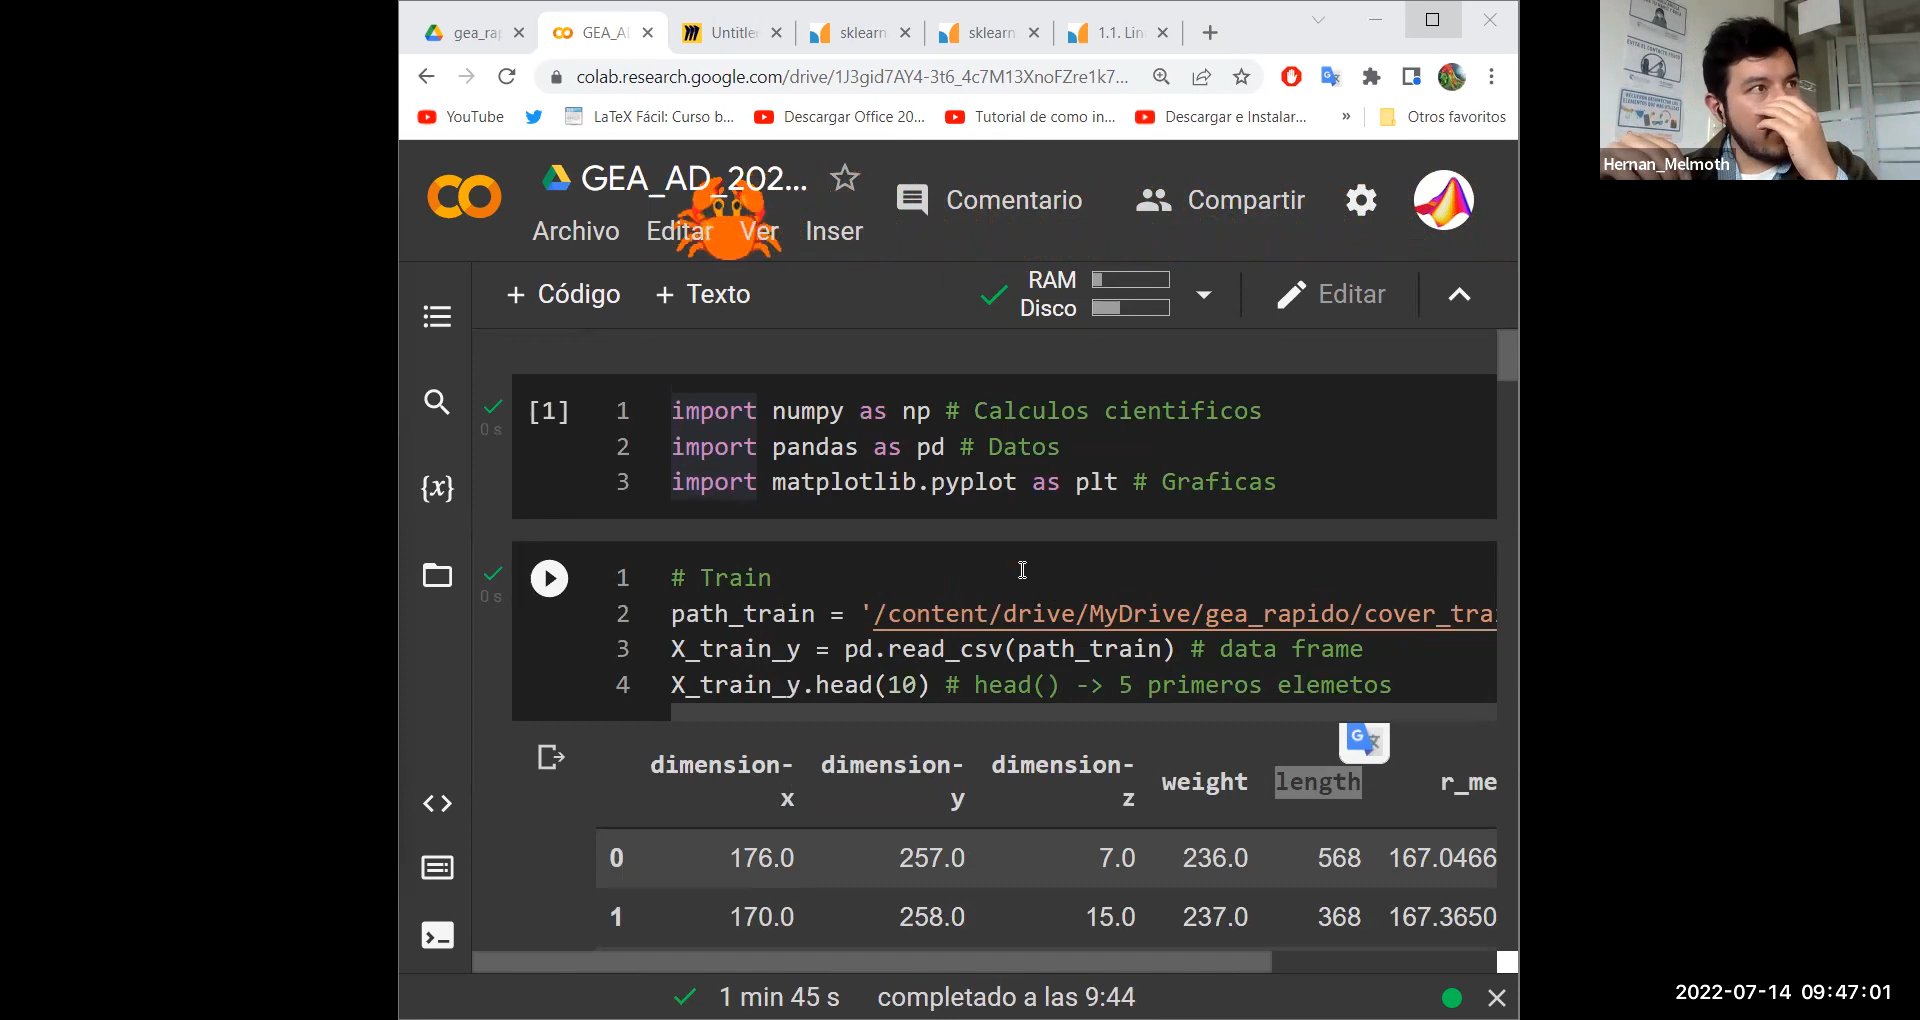 gea_ra
GEA_A
Untitle
sklearn
sklearn
1.1. Lin
colab.research.google.com/drive/1J3gid7AY4-3t6_4c7M13XnoFZre1k7...
YouTube
LaTeX Fácil: Curso b...
Descargar Office 20...
Tutorial de como in...
Descargar e Instalar...
»
Otros favoritos
GEA_AD_202...
Comentario
Compartir
Archivo Editar Ver Inser
+ Código + Texto
RAM
Disco
Editar
[1]
0 s
1 import numpy as np # Calculos cientificos
2 import pandas as pd # Datos
3 import matplotlib.pyplot as plt # Graficas
0 s
1 # Train
2 path_train = '/content/drive/MyDrive/gea_rapido/cover_trai
3 X_train_y = pd.read_csv(path_train) # data frame
4 X_train_y.head(10) # head() -> 5 primeros elemetos
dimension-x dimension-y dimension-z weight length r_me
0 176.0 257.0 7.0 236.0 568 167.0466
1 170.0 258.0 15.0 237.0 368 167.3650
1 min 45 s completado a las 9:44
Hernan_Melmoth
2022-07-14 09:47:01